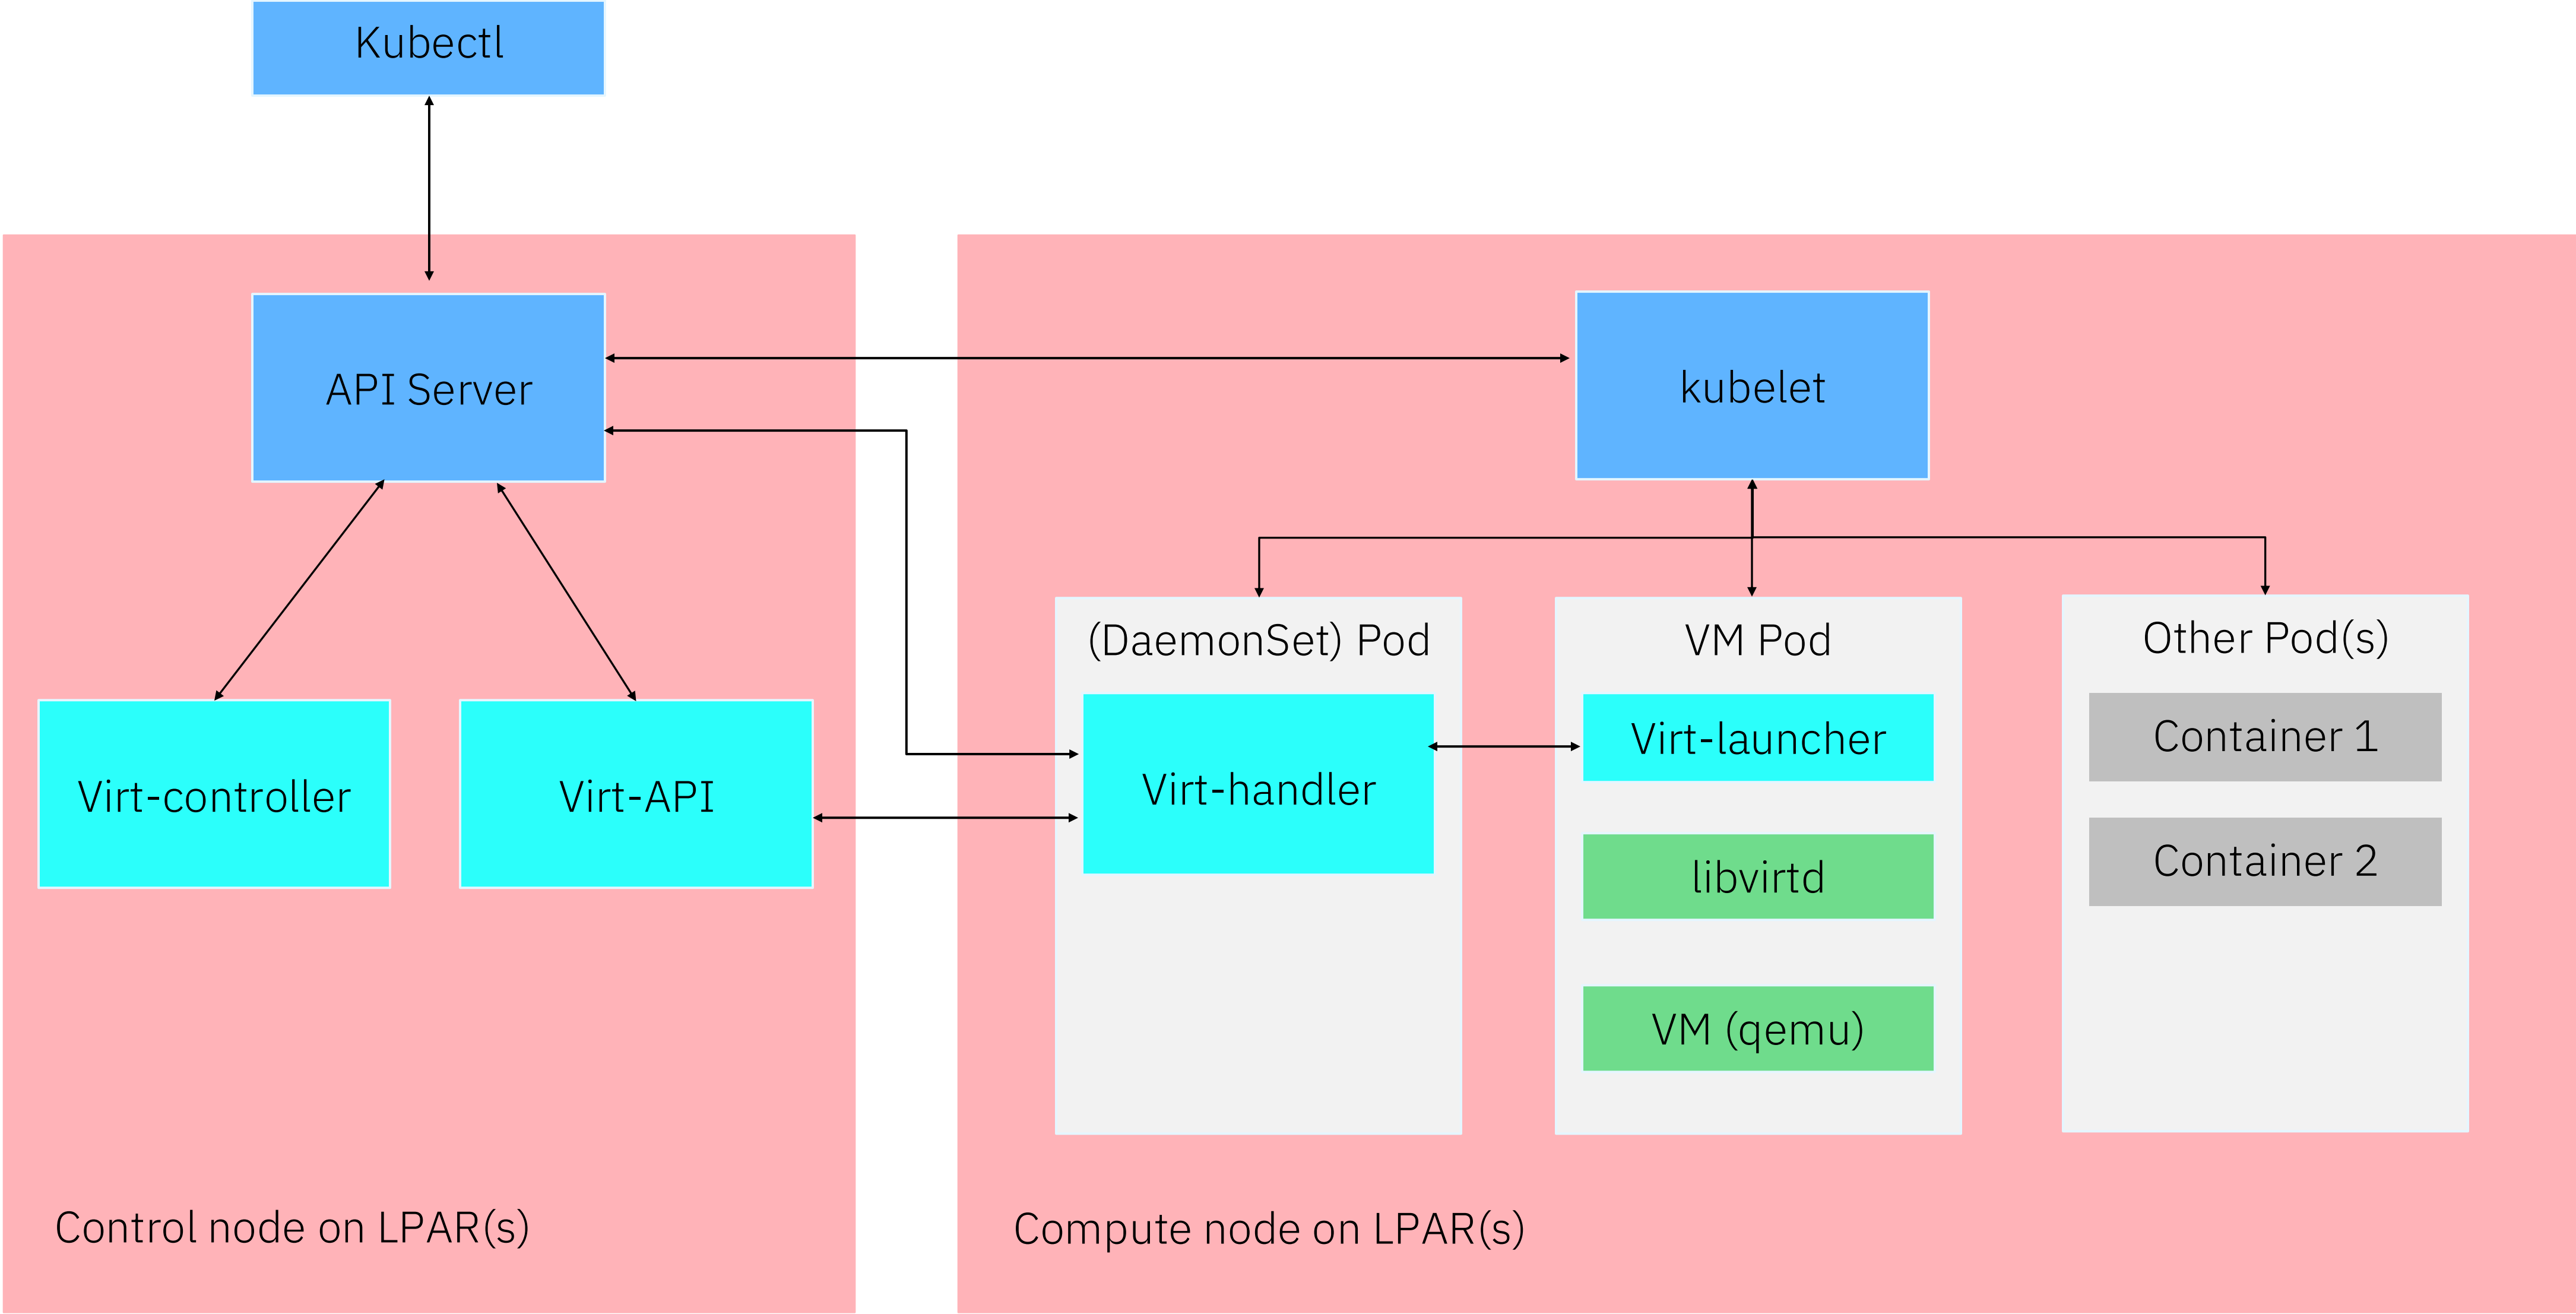 Kubectl
API Server
kubelet
Virt-controller
Virt-API
(DaemonSet) Pod
Virt-handler
VM Pod
Virt-launcher
libvirtd
VM (qemu)
Other Pod(s)
Container 1
Container 2
Control node on LPAR(s)
Compute node on LPAR(s)